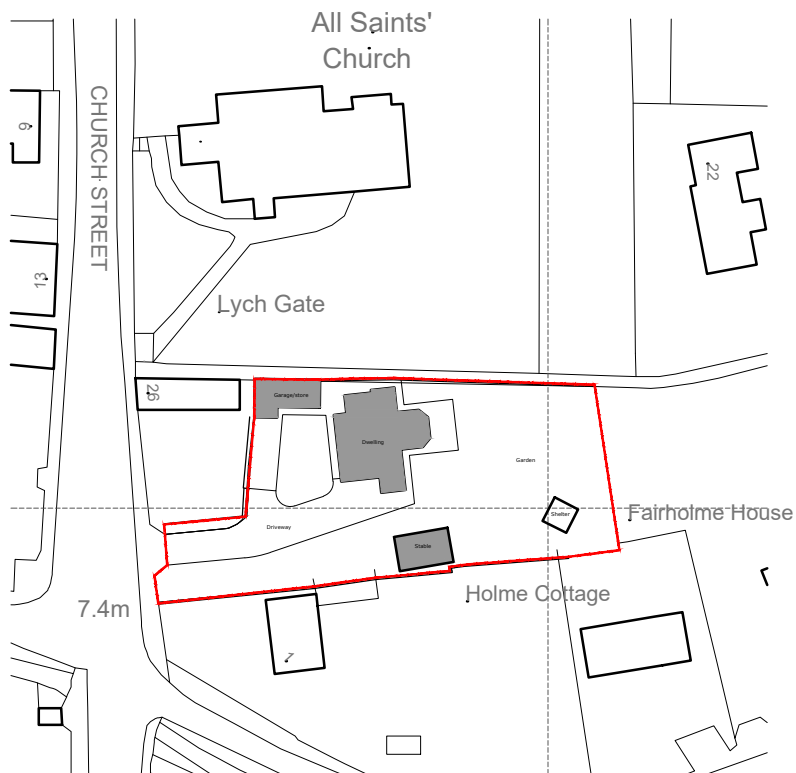 All Saints'
Church
CHURCH STREET
9
22
13
Lych Gate
26
Garage/store
Dwelling
Garden
Shelter
Fairholme House
Driveway
Stable
Holme Cottage
7.4m
1